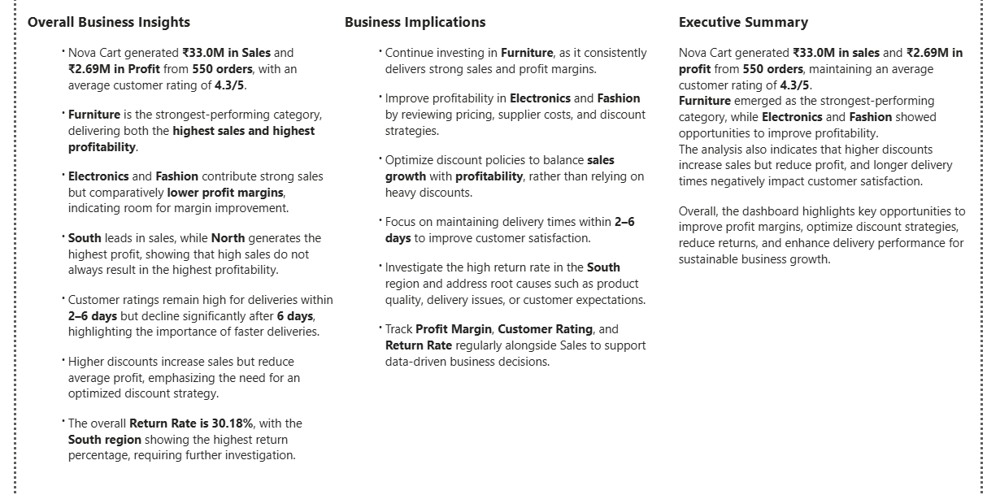 Overall Business Insights
• Nova Cart generated ₹33.0M in Sales and
₹2.69M in Profit from 550 orders, with an
average customer rating of 4.3/5.
• Furniture is the strongest-performing category,
delivering both the highest sales and highest
profitability.
• Electronics and Fashion contribute strong sales
but comparatively lower profit margins,
indicating room for margin improvement.
• South leads in sales, while North generates the
highest profit, showing that high sales do not
always result in the highest profitability.
• Customer ratings remain high for deliveries within
2–6 days but decline significantly after 6 days,
highlighting the importance of faster deliveries.
• Higher discounts increase sales but reduce
average profit, emphasizing the need for an
optimized discount strategy.
• The overall Return Rate is 30.18%, with the
South region showing the highest return
percentage, requiring further investigation.
Business Implications
• Continue investing in Furniture, as it consistently
delivers strong sales and profit margins.
• Improve profitability in Electronics and Fashion
by reviewing pricing, supplier costs, and discount
strategies.
• Optimize discount policies to balance sales
growth with profitability, rather than relying on
heavy discounts.
• Focus on maintaining delivery times within 2–6
days to improve customer satisfaction.
• Investigate the high return rate in the South
region and address root causes such as product
quality, delivery issues, or customer expectations.
• Track Profit Margin, Customer Rating, and
Return Rate regularly alongside Sales to support
data-driven business decisions.
Executive Summary
Nova Cart generated ₹33.0M in sales and ₹2.69M in
profit from 550 orders, maintaining an average
customer rating of 4.3/5.
Furniture emerged as the strongest-performing
category, while Electronics and Fashion showed
opportunities to improve profitability.
The analysis also indicates that higher discounts
increase sales but reduce profit, and longer delivery
times negatively impact customer satisfaction.
Overall, the dashboard highlights key opportunities to
improve profit margins, optimize discount strategies,
reduce returns, and enhance delivery performance for
sustainable business growth.